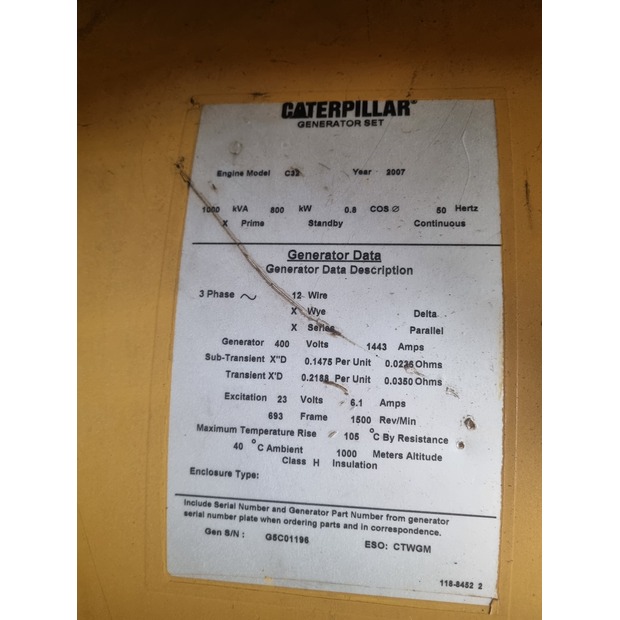 CATERPILLAR®
GENERATOR SET
Engine Model C32 Year 2007
1000 kVA 800 kW 0.8 COS Ø 50 Hertz
X Prime Standby Continuous
Generator Data
Generator Data Description
3 Phase ~ 12 Wire
X Wye Delta
X Series Parallel
Generator 400 Volts 1443 Amps
Sub-Transient X"D 0.1475 Per Unit 0.0236 Ohms
Transient X'D 0.2188 Per Unit 0.0350 Ohms
Excitation 23 Volts 6.1 Amps
693 Frame 1500 Rev/Min
Maximum Temperature Rise 105 °C By Resistance
40 °C Ambient 1000 Meters Altitude
Class H Insulation
Enclosure Type:
Include Serial Number and Generator Part Number from generator
serial number plate when ordering parts and in correspondence.
Gen S/N : G5C01196 ESO: CTWGM
118-8452 2